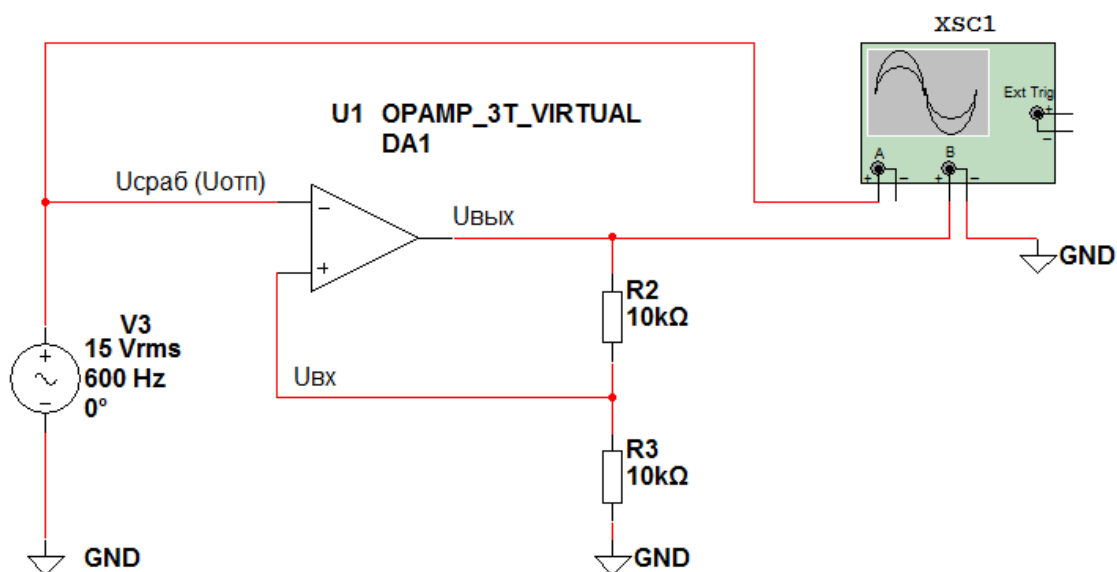 xsc1
Ext Trig
+
−
A
B
+ − + −
U1 OPAMP_3T_VIRTUAL
DA1
Uсраб (Uотп)
−
+
Uвых
GND
R2
10kΩ
V3
15 Vrms
600 Hz
0°
+
−
Uвх
R3
10kΩ
GND
GND